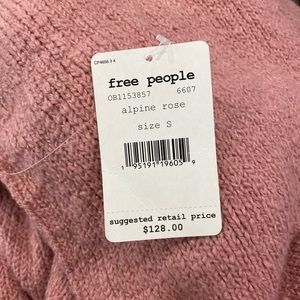 CP4656 3 4
free people
OB1153857 6607
alpine rose
size S
1 95191 19605 9
suggested retail price
$128.00